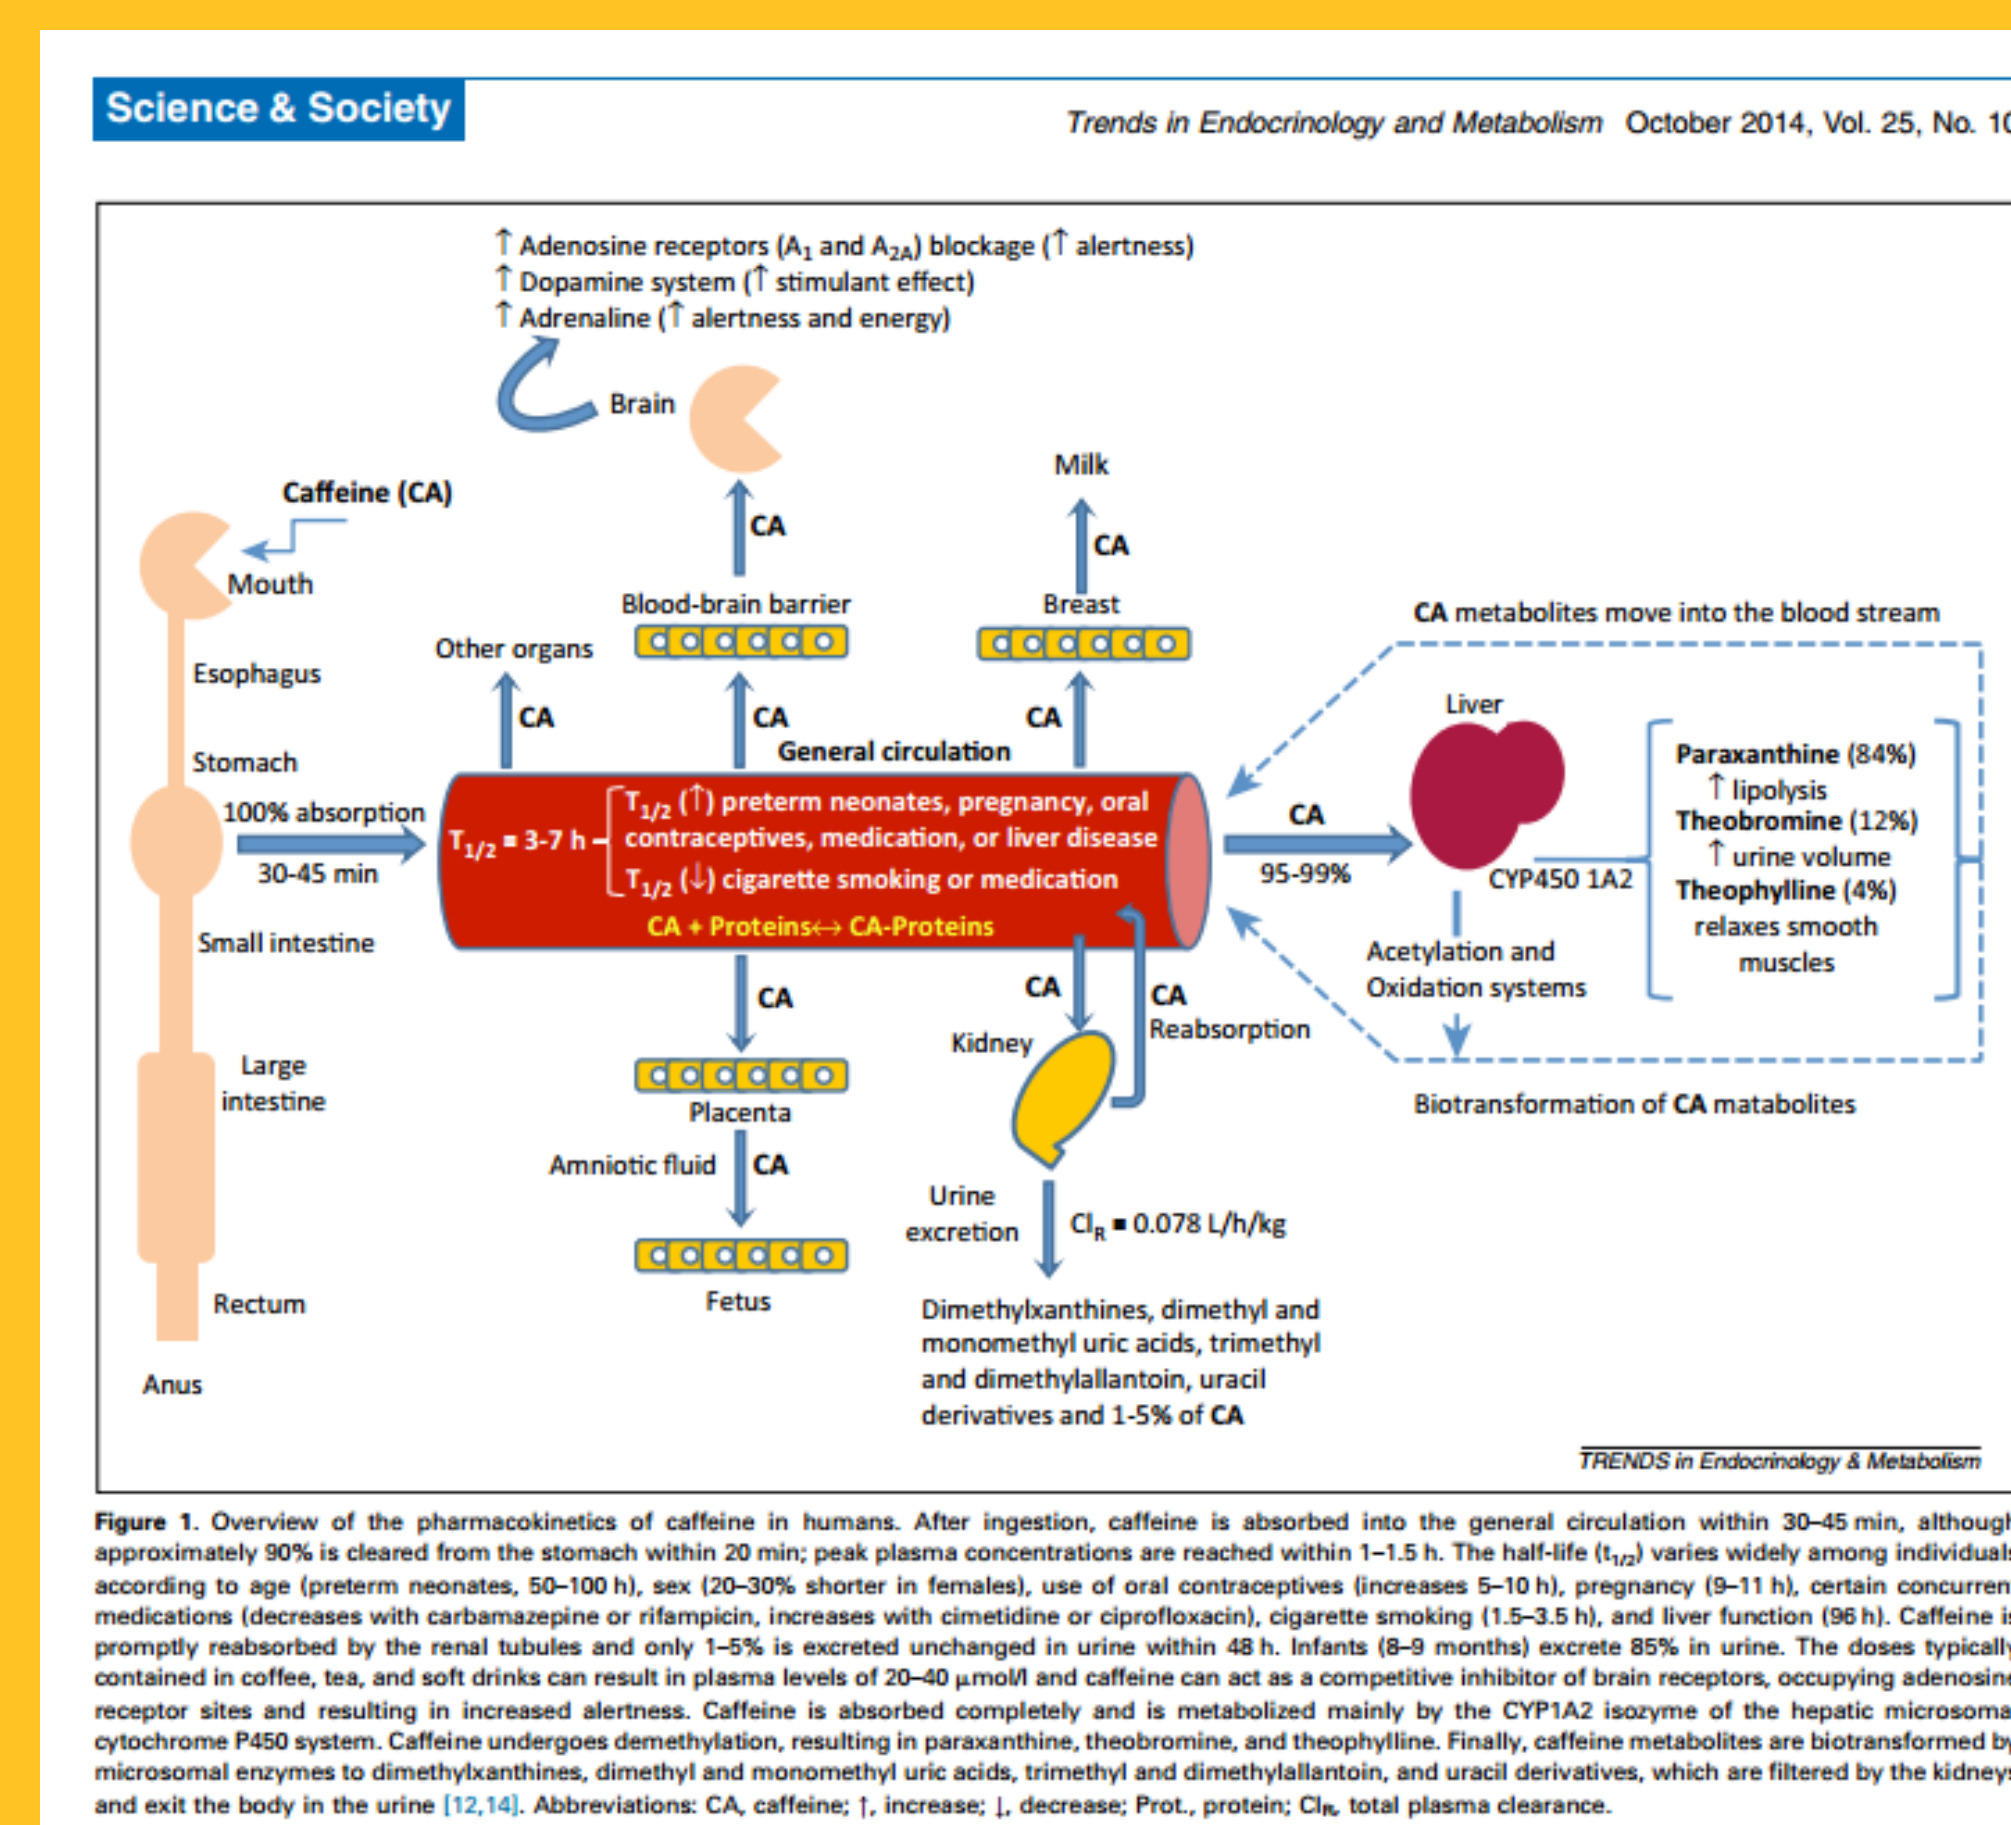 Science & Society
Trends in Endocrinology and Metabolism October 2014, Vol. 25, No. 10
↑ Adenosine receptors (A1 and A2A) blockage (↑ alertness)
↑ Dopamine system (↑ stimulant effect)
↑ Adrenaline (↑ alertness and energy)
Brain
Milk
Caffeine (CA)
CA
CA
Mouth
Blood-brain barrier
Breast
CA metabolites move into the blood stream
Other organs
Esophagus
Liver
CA
CA
CA
General circulation
Stomach
Paraxanthine (84%)
↑ lipolysis
Theobromine (12%)
↑ urine volume
Theophylline (4%)
relaxes smooth
muscles
100% absorption
30-45 min
T1/2 = 3-7 h
T1/2 (↑) preterm neonates, pregnancy, oral
contraceptives, medication, or liver disease
T1/2 (↓) cigarette smoking or medication
CA + Proteins↔ CA-Proteins
CA
95-99%
CYP450 1A2
Small intestine
Acetylation and
Oxidation systems
CA
CA
CA
Reabsorption
Kidney
Large
intestine
Placenta
Biotransformation of CA matabolites
Amniotic fluid
CA
Urine
excretion
ClR = 0.078 L/h/kg
Fetus
Rectum
Dimethylxanthines, dimethyl and
monomethyl uric acids, trimethyl
and dimethylallantoin, uracil
derivatives and 1-5% of CA
Anus
TRENDS in Endocrinology & Metabolism
Figure 1. Overview of the pharmacokinetics of caffeine in humans. After ingestion, caffeine is absorbed into the general circulation within 30–45 min, although
approximately 90% is cleared from the stomach within 20 min; peak plasma concentrations are reached within 1–1.5 h. The half-life (t1/2) varies widely among individuals
according to age (preterm neonates, 50–100 h), sex (20–30% shorter in females), use of oral contraceptives (increases 5–10 h), pregnancy (9–11 h), certain concurren
medications (decreases with carbamazepine or rifampicin, increases with cimetidine or ciprofloxacin), cigarette smoking (1.5–3.5 h), and liver function (96 h). Caffeine is
promptly reabsorbed by the renal tubules and only 1–5% is excreted unchanged in urine within 48 h. Infants (8–9 months) excrete 85% in urine. The doses typically
contained in coffee, tea, and soft drinks can result in plasma levels of 20–40 μmol/l and caffeine can act as a competitive inhibitor of brain receptors, occupying adenosine
receptor sites and resulting in increased alertness. Caffeine is absorbed completely and is metabolized mainly by the CYP1A2 isozyme of the hepatic microsoma
cytochrome P450 system. Caffeine undergoes demethylation, resulting in paraxanthine, theobromine, and theophylline. Finally, caffeine metabolites are biotransformed by
microsomal enzymes to dimethylxanthines, dimethyl and monomethyl uric acids, trimethyl and dimethylallantoin, and uracil derivatives, which are filtered by the kidneys
and exit the body in the urine [12,14]. Abbreviations: CA, caffeine; ↑, increase; ↓, decrease; Prot., protein; ClR, total plasma clearance.